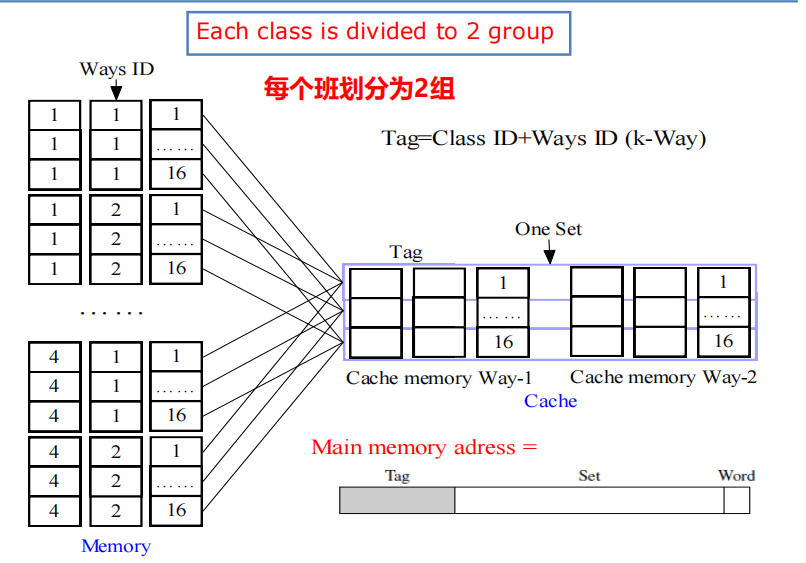 Each class is divided to 2 group
每个班划分为2组
Ways ID
Tag=Class ID+Ways ID (k-Way)
1 1 1
1 1 ……
1 1 16
1 2 1
1 2 ……
1 2 16
……
4 1 1
4 1 ……
4 1 16
4 2 1
4 2 ……
4 2 16
Memory
One Set
Tag
1 1
…… ……
16 16
Cache memory Way-1 Cache memory Way-2
Cache
Main memory adress =
Tag Set Word